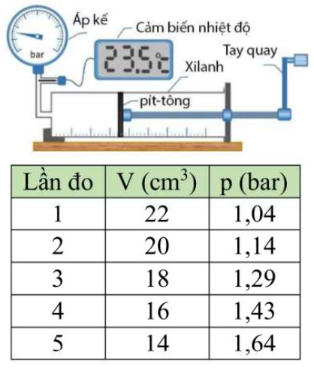 Áp kế
Cảm biến nhiệt độ
bar
23.5°C
Tay quay
Xilanh
pít-tông
Lần đo V (cm³) p (bar)
1 22 1,04
2 20 1,14
3 18 1,29
4 16 1,43
5 14 1,64